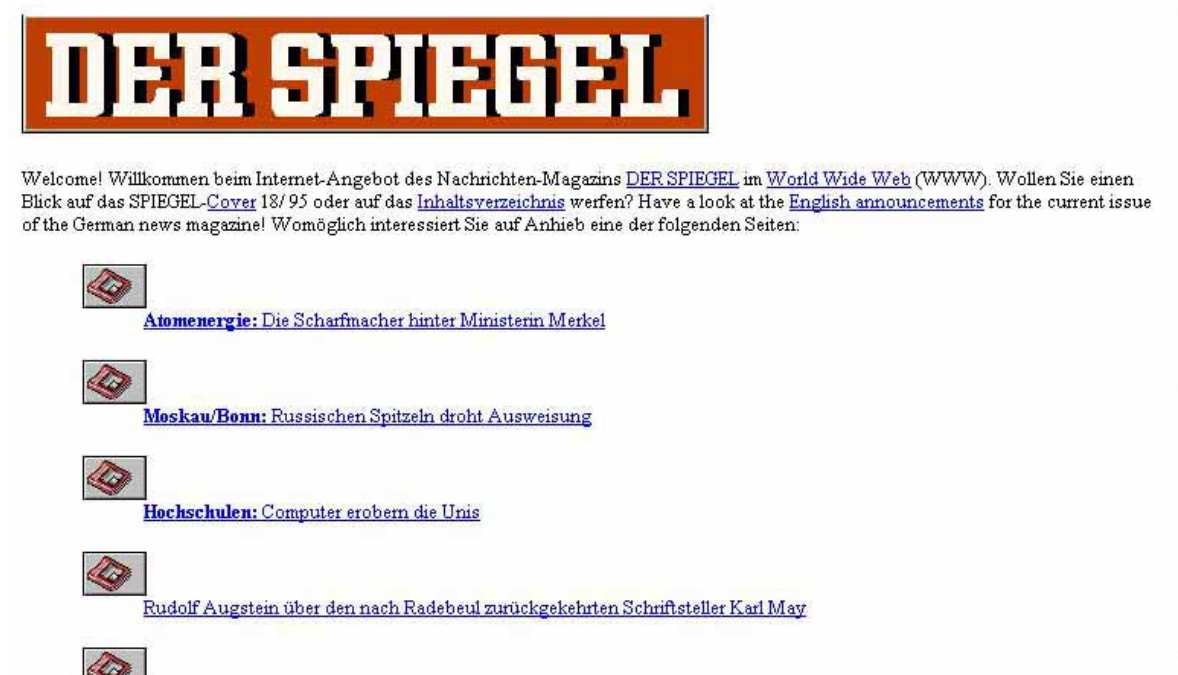 DER SPIEGEL
Welcome! Willkommen beim Internet-Angebot des Nachrichten-Magazins DER SPIEGEL im World Wide Web (WWW). Wollen Sie einen
Blick auf das SPIEGEL-Cover 18/ 95 oder auf das Inhaltsverzeichnis werfen? Have a look at the English announcements for the current issue
of the German news magazine! Womöglich interessiert Sie auf Anhieb eine der folgenden Seiten:
Atomenergie: Die Scharfmacher hinter Ministerin Merkel
Moskau/Bonn: Russischen Spitzeln droht Ausweisung
Hochschulen: Computer erobern die Unis
Rudolf Augstein über den nach Radebeul zurückgekehrten Schriftsteller Karl May